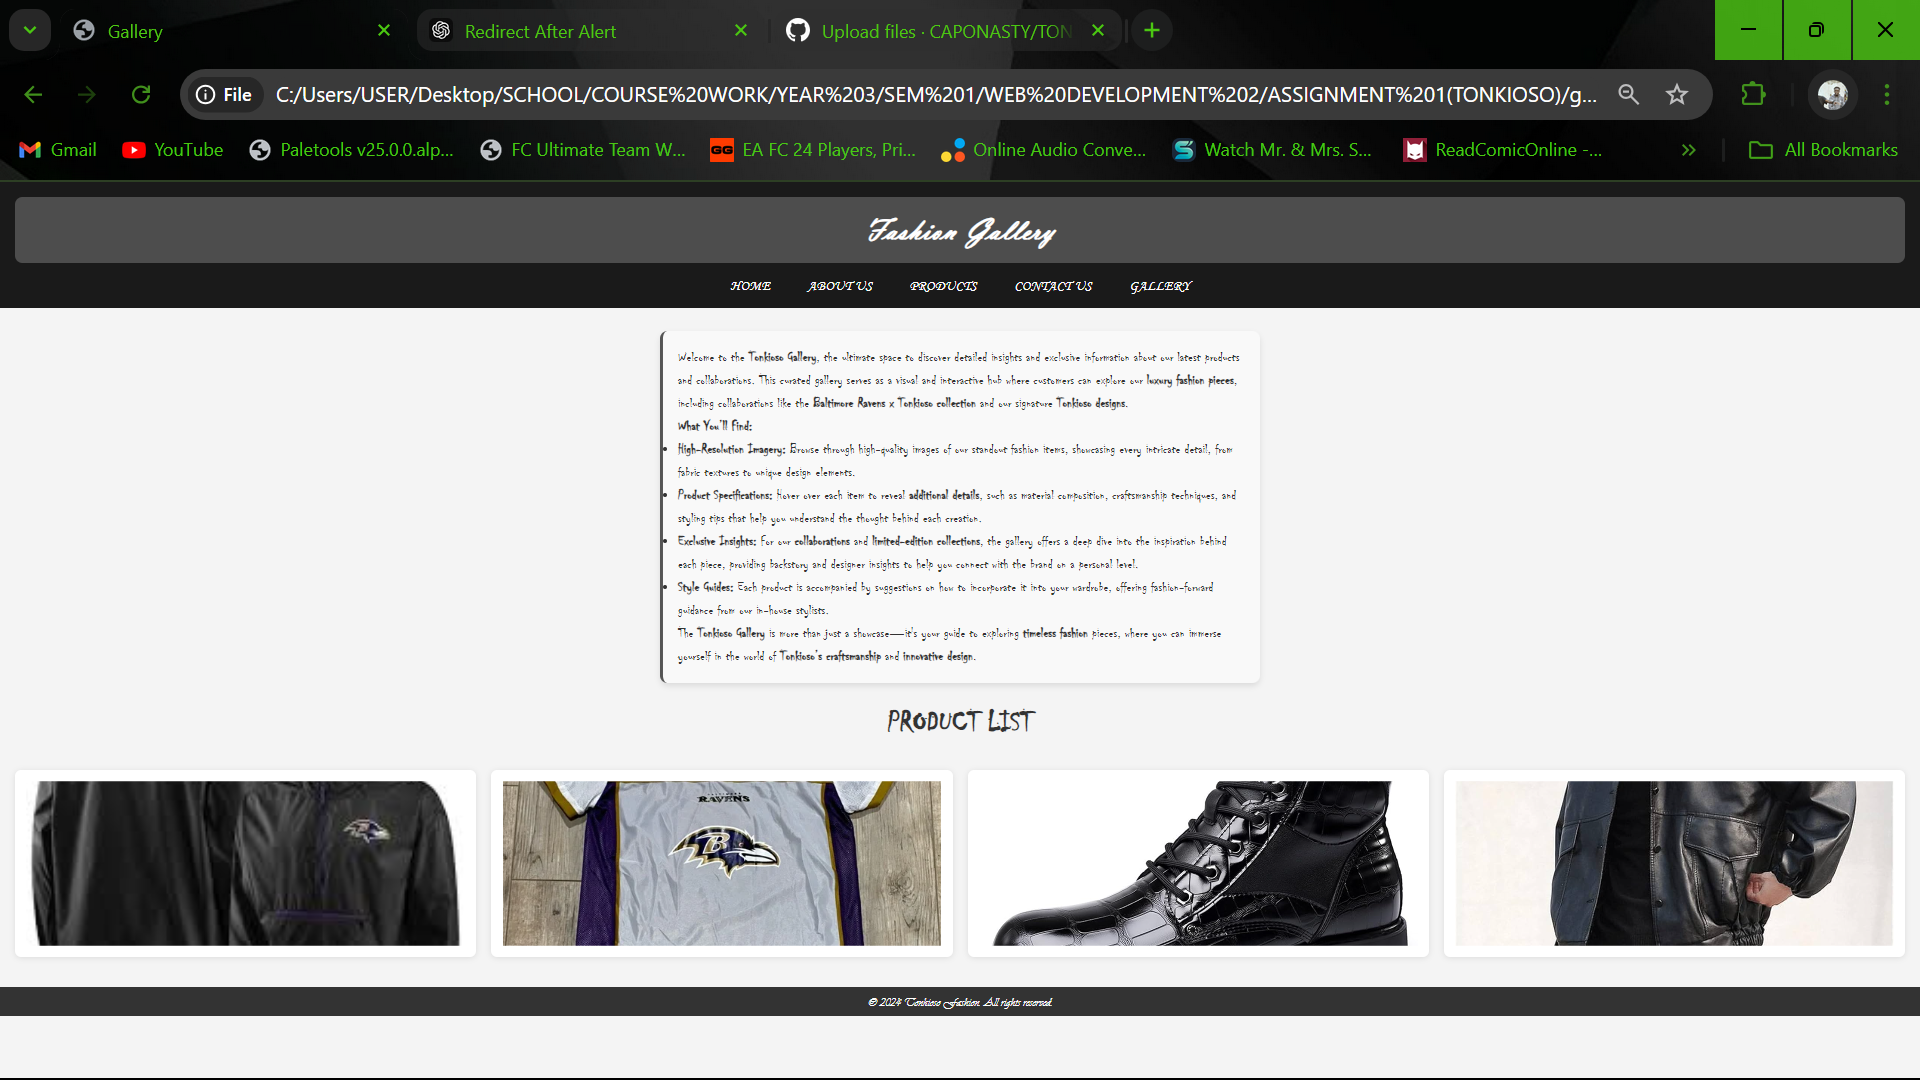 Gallery
Redirect After Alert
Upload files · CAPONASTY/TON
File
C:/Users/USER/Desktop/SCHOOL/COURSE%20WORK/YEAR%203/SEM%201/WEB%20DEVELOPMENT%202/ASSIGNMENT%201(TONKIOSO)/g...
Gmail
YouTube
Paletools v25.0.0.alp...
FC Ultimate Team W...
EA FC 24 Players, Pri...
Online Audio Conve...
Watch Mr. & Mrs. S...
ReadComicOnline -...
All Bookmarks
Fashion Gallery
HOME
ABOUT US
PRODUCTS
CONTACT US
GALLERY
Welcome to the Tonkioso Gallery, the ultimate space to discover detailed insights and exclusive information about our latest products
and collaborations. This curated gallery serves as a visual and interactive hub where customers can explore our luxury fashion pieces,
including collaborations like the Baltimore Ravens x Tonkioso collection and our signature Tonkioso designs.
What You'll Find:
High-Resolution Imagery: Browse through high-quality images of our standout fashion items, showcasing every intricate detail, from
fabric textures to unique design elements.
Product Specifications: Hover over each item to reveal additional details, such as material composition, craftsmanship techniques, and
styling tips that help you understand the thought behind each creation.
Exclusive Insights: For our collaborations and limited-edition collections, the gallery offers a deep dive into the inspiration behind
each piece, providing backstory and designer insights to help you connect with the brand on a personal level.
Style Guides: Each product is accompanied by suggestions on how to incorporate it into your wardrobe, offering fashion-forward
guidance from our in-house stylists.
The Tonkioso Gallery is more than just a showcase—it's your guide to exploring timeless fashion pieces, where you can immerse
yourself in the world of Tonkioso's craftsmanship and innovative design.
PRODUCT LIST
RAVENS
B
© 2024 Tonkioso Fashion. All rights reserved.